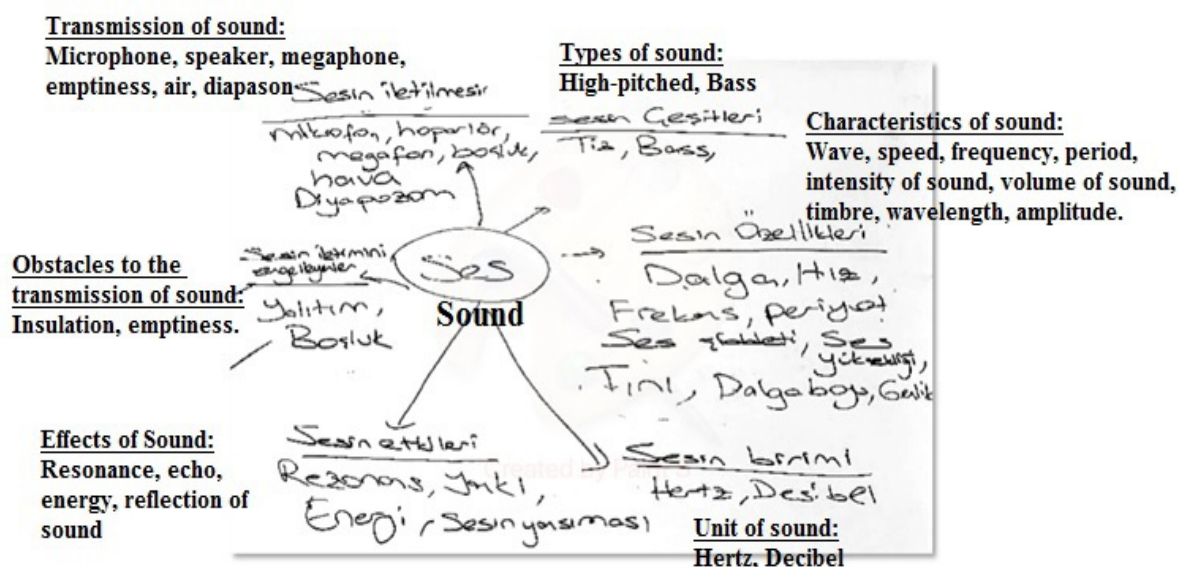 Transmission of sound:
Microphone, speaker, megaphone,
emptiness, air, diapason
Sesin iletilmesi
mikrofon, hoparlör,
megafon, boşluk,
hava
Diyapozom
Types of sound:
High-pitched, Bass
Sesin Çeşitleri
Tiz, Bass,
Characteristics of sound:
Wave, speed, frequency, period,
intensity of sound, volume of sound,
timbre, wavelength, amplitude.
Sesin Özellikleri
Dalga, Hız,
Frekans, periyot
Ses şiddeti, Ses
yüksekliği,
Tını, Dalgaboyu, Genlik
Ses
Sound
Obstacles to the
transmission of sound:
Insulation, emptiness.
Sesin iletimini
engelleyenler
Yalıtım,
Boşluk
Effects of Sound:
Resonance, echo,
energy, reflection of
sound
Sesin etkileri
Rezonans, Yankı,
Enerji, Sesin yansıması
Sesin birimi
Hertz, Desibel
Unit of sound:
Hertz, Decibel